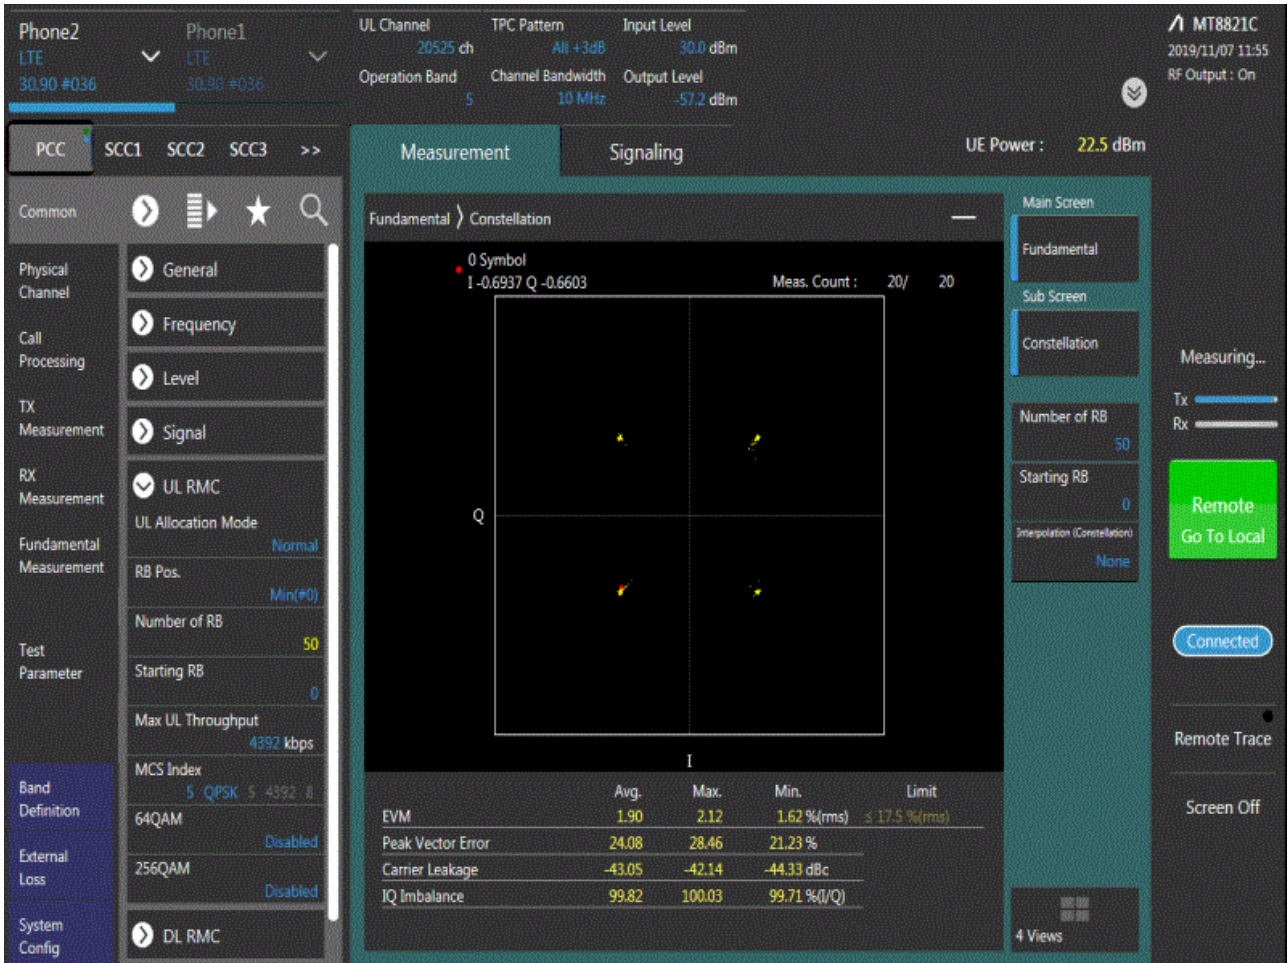 Phone2
LTE
30.90 #036
Phone1
LTE
30.90 #036
UL Channel
20525 ch
TPC Pattern
All +3dB
Input Level
30.0 dBm
Operation Band
5
Channel Bandwidth
10 MHz
Output Level
-57.2 dBm
MT8821C
2019/11/07 11:55
RF Output : On
PCC SCC1 SCC2 SCC3 >>
Measurement
Signaling
UE Power : 22.5 dBm
Common
Physical
Channel
Call
Processing
TX
Measurement
RX
Measurement
Fundamental
Measurement
Test
Parameter
Band
Definition
External
Loss
System
Config
General
Frequency
Level
Signal
UL RMC
UL Allocation Mode
Normal
RB Pos.
Min(#0)
Number of RB
50
Starting RB
0
Max UL Throughput
4392 kbps
MCS Index
5 QPSK 5 4392 8
64QAM
Disabled
256QAM
Disabled
DL RMC
Fundamental 〉 Constellation
0 Symbol
I -0.6937 Q -0.6603
Meas. Count : 20/ 20
Q
I
Avg. Max. Min. Limit
EVM 1.90 2.12 1.62 %(rms) ≤ 17.5 %(rms)
Peak Vector Error 24.08 28.46 21.23 %
Carrier Leakage -43.05 -42.14 -44.33 dBc
IQ Imbalance 99.82 100.03 99.71 %(I/Q)
Main Screen
Fundamental
Sub Screen
Constellation
Number of RB
50
Starting RB
0
Interpolation (Constellation)
None
4 Views
Measuring...
Tx
Rx
Remote
Go To Local
Connected
Remote Trace
Screen Off